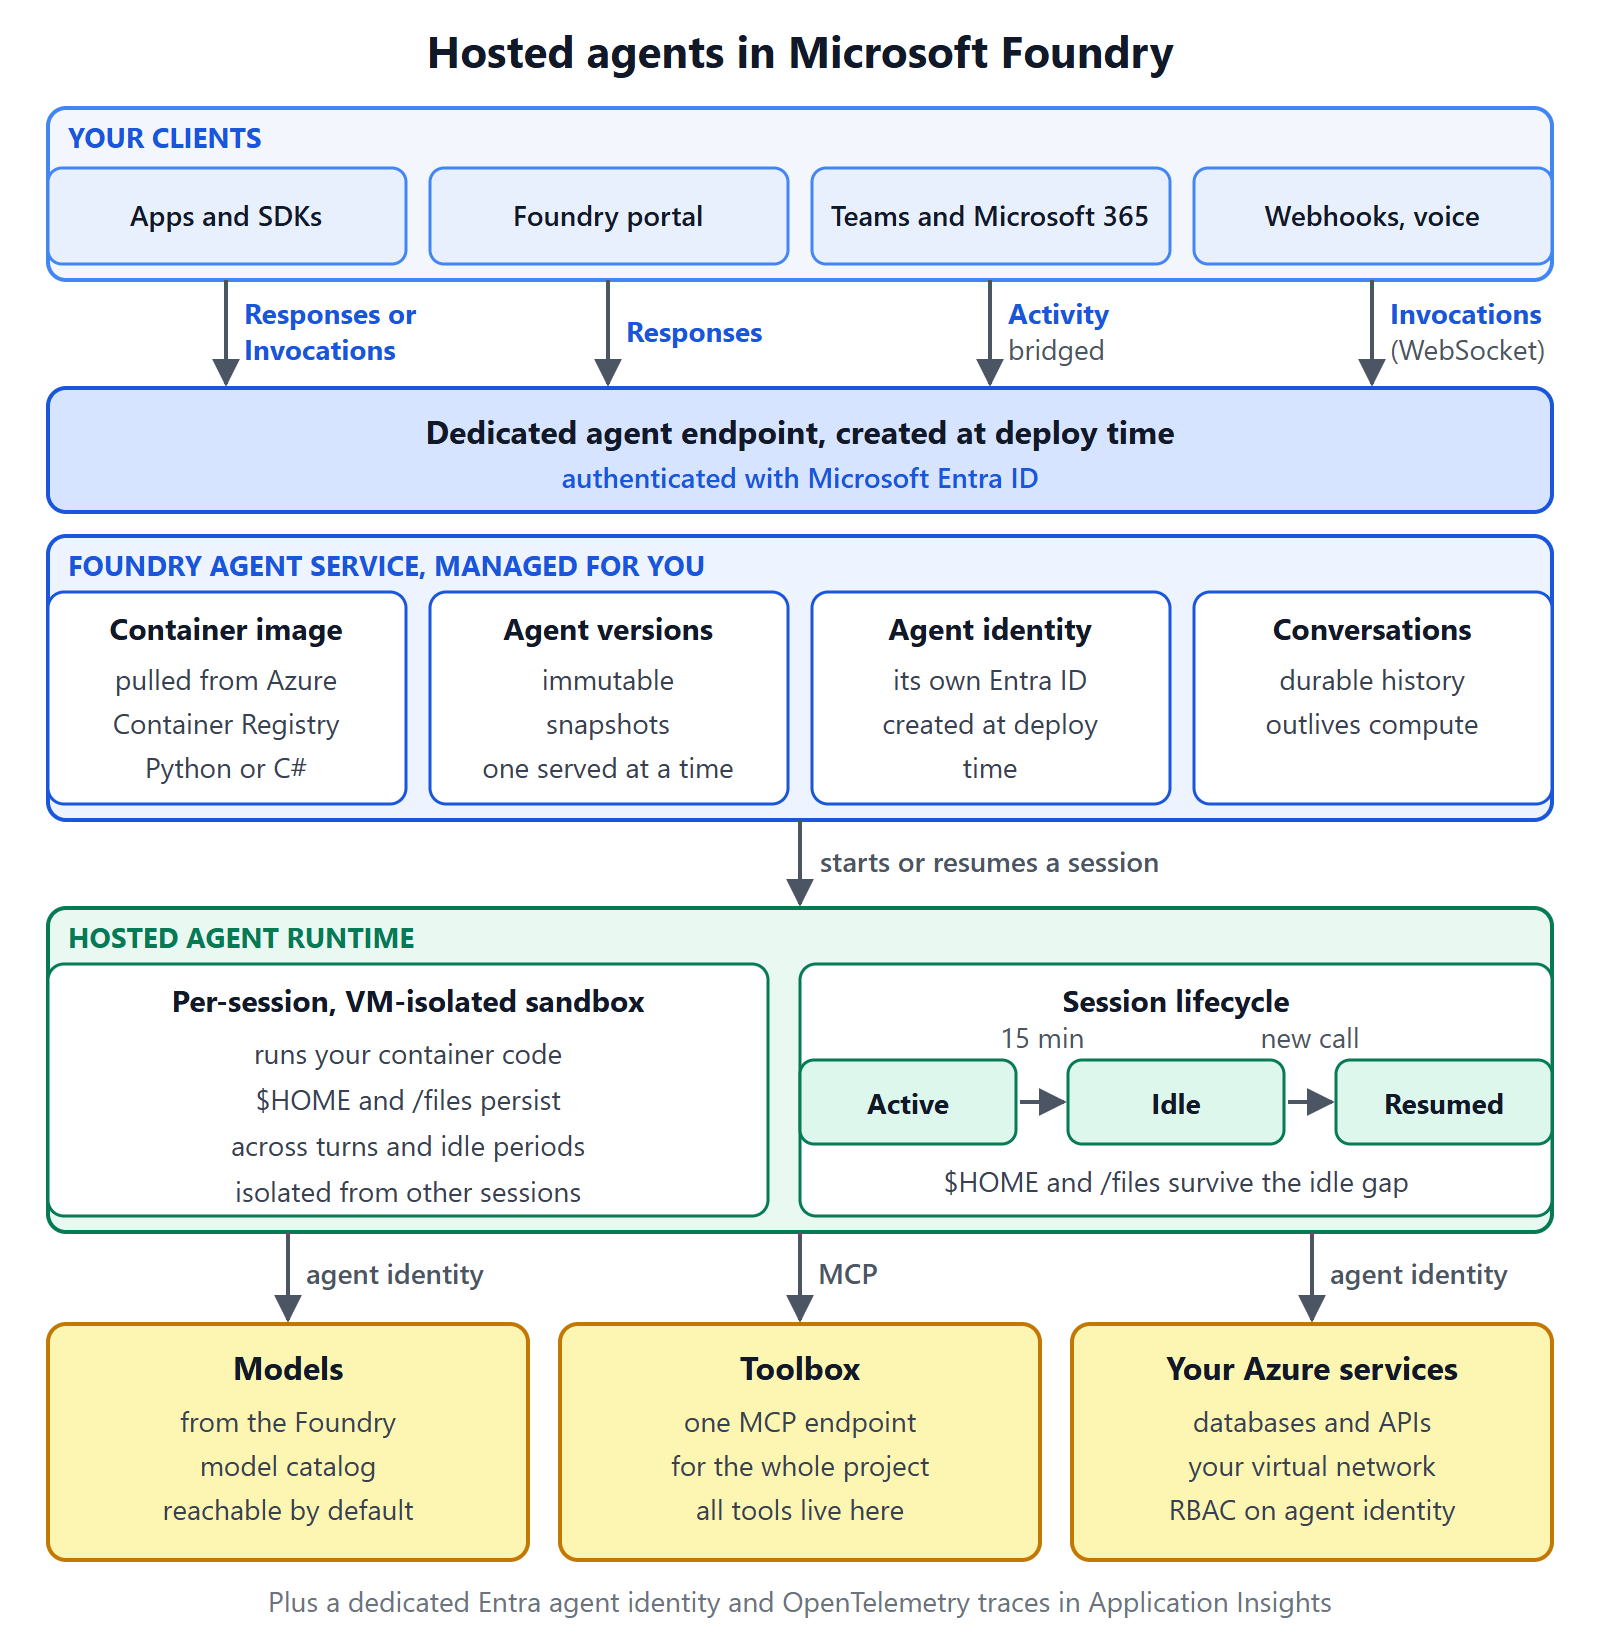 Hosted agents in Microsoft Foundry
YOUR CLIENTS
Apps and SDKs
Foundry portal
Teams and Microsoft 365
Webhooks, voice
Responses or
Invocations
Responses
Activity
bridged
Invocations
(WebSocket)
Dedicated agent endpoint, created at deploy time
authenticated with Microsoft Entra ID
FOUNDRY AGENT SERVICE, MANAGED FOR YOU
Container image
pulled from Azure
Container Registry
Python or C#
Agent versions
immutable
snapshots
one served at a time
Agent identity
its own Entra ID
created at deploy
time
Conversations
durable history
outlives compute
starts or resumes a session
HOSTED AGENT RUNTIME
Per-session, VM-isolated sandbox
runs your container code
$HOME and /files persist
across turns and idle periods
isolated from other sessions
Session lifecycle
15 min
new call
Active
Idle
Resumed
$HOME and /files survive the idle gap
agent identity
MCP
agent identity
Models
from the Foundry
model catalog
reachable by default
Toolbox
one MCP endpoint
for the whole project
all tools live here
Your Azure services
databases and APIs
your virtual network
RBAC on agent identity
Plus a dedicated Entra agent identity and OpenTelemetry traces in Application Insights